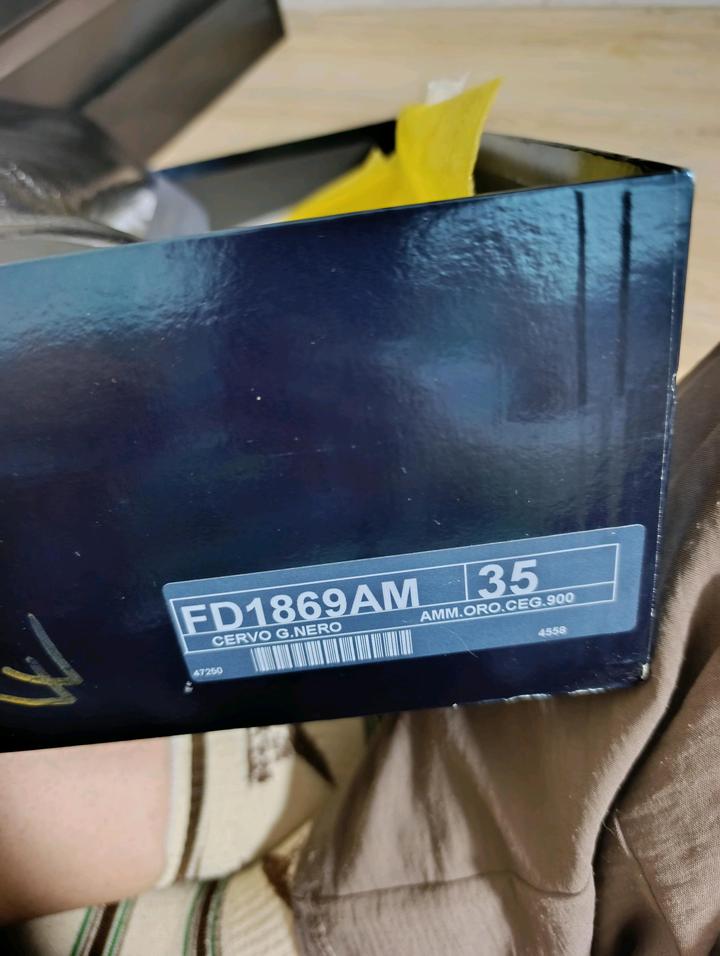 FD1869AM 35
CERVO G.NERO AMM.ORO.CEG.900
47250 4558